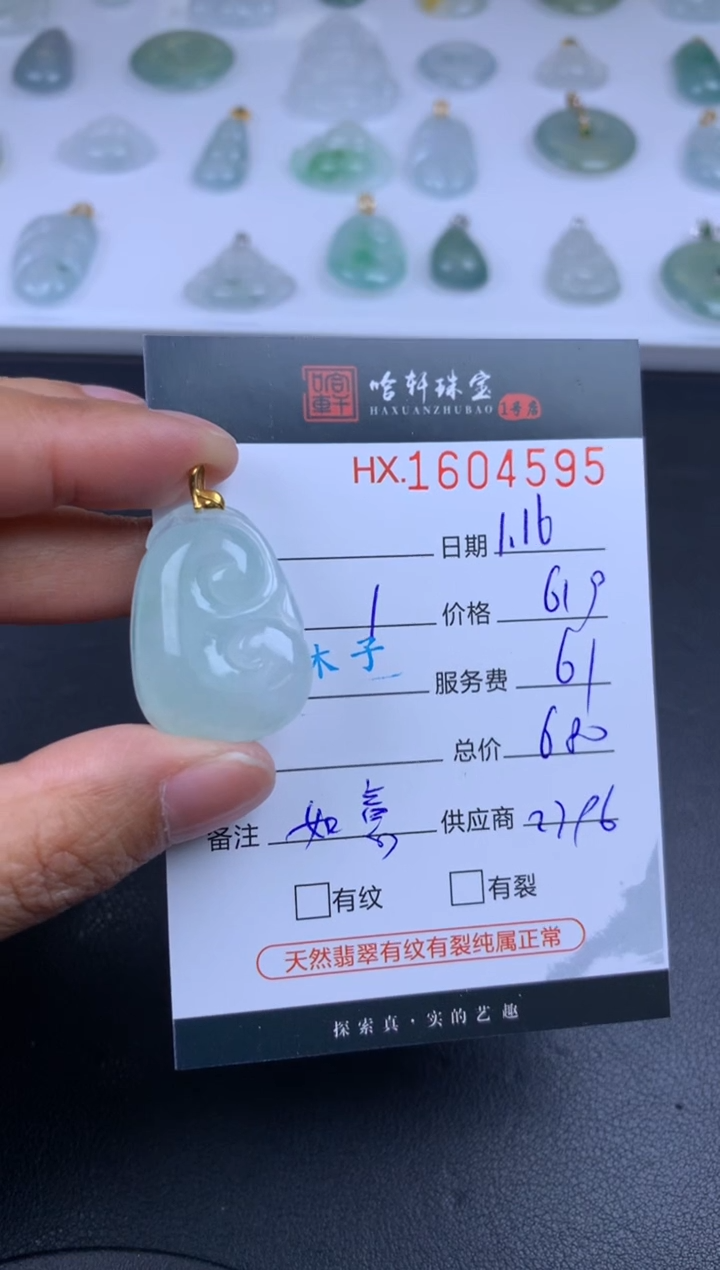 哈轩珠宝
HAXUANZHUBAO 1号店
HX.1604595
日期 1.16
1 价格 619
木子
服务费 61
总价 680
备注 如意 供应商 2796
有纹 有裂
天然翡翠有纹有裂纯属正常
探索真·实的艺趣